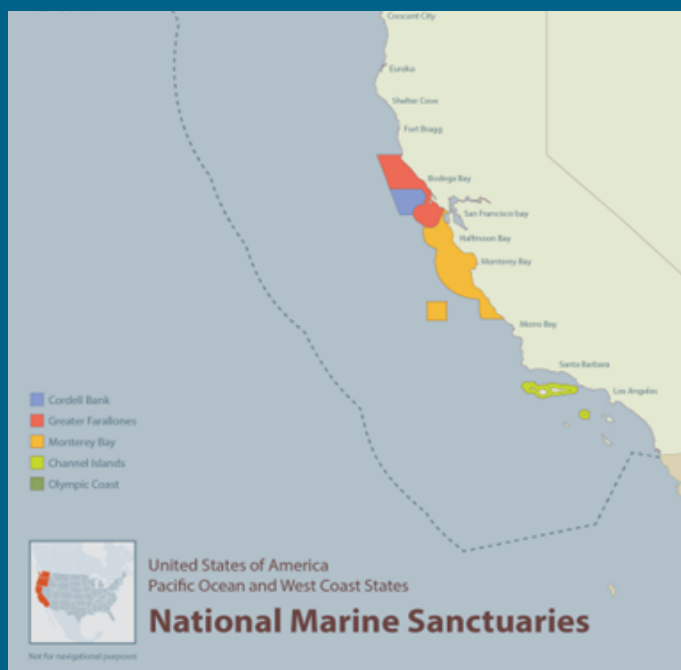 Crescent City
Eureka
Shelter Cove
Fort Bragg
Bodega Bay
San Francisco bay
Halfmoon Bay
Monterey Bay
Morro Bay
Santa Barbara
Los Angeles
Cordell Bank
Greater Farallones
Monterey Bay
Channel Islands
Olympic Coast
United States of America
Pacific Ocean and West Coast States
National Marine Sanctuaries
Not for navigational purposes